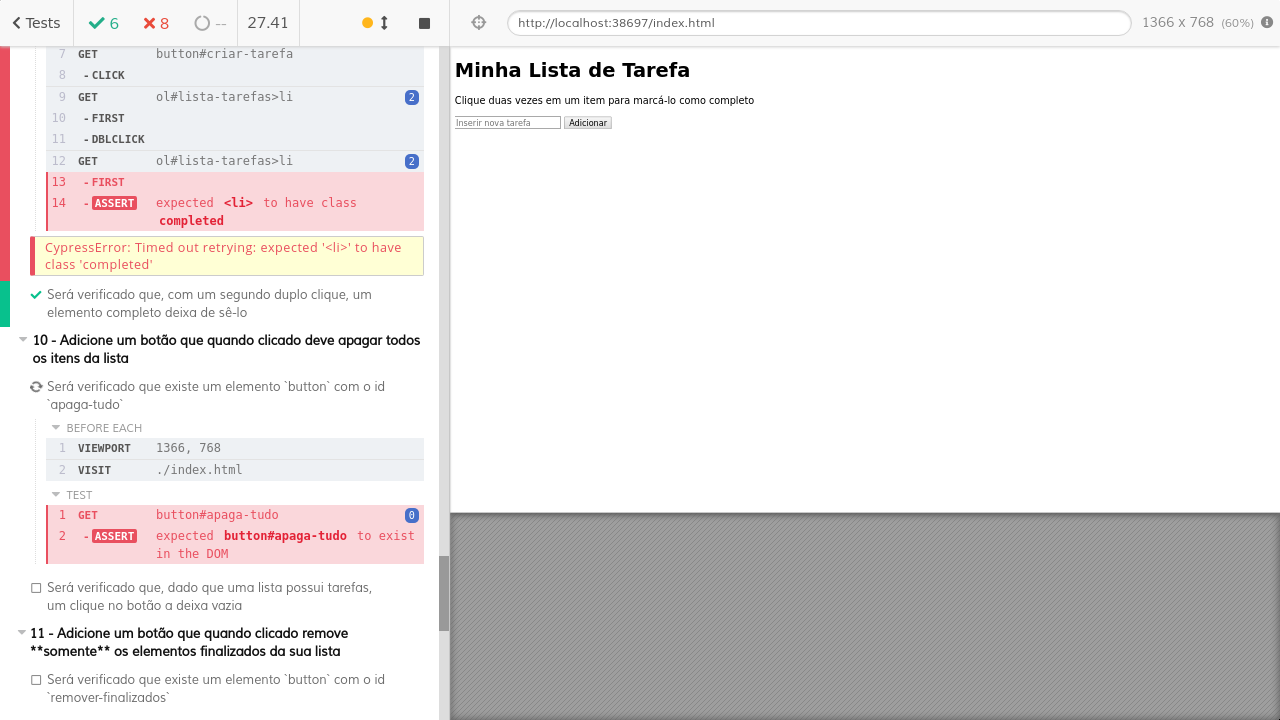 Tests 6 8 -- 27.41
http://localhost:38697/index.html 1366 x 768 (60%)
7 GET button#criar-tarefa
8 - CLICK
9 GET ol#lista-tarefas>li 2
10 - FIRST
11 - DBLCLICK
12 GET ol#lista-tarefas>li 2
13 - FIRST
14 - ASSERT expected <li> to have class
completed
CypressError: Timed out retrying: expected '<li>' to have
class 'completed'
Será verificado que, com um segundo duplo clique, um
elemento completo deixa de sê-lo
10 - Adicione um botão que quando clicado deve apagar todos
os itens da lista
Será verificado que existe um elemento `button` com o id
`apaga-tudo`
BEFORE EACH
1 VIEWPORT 1366, 768
2 VISIT ./index.html
TEST
1 GET button#apaga-tudo 0
2 - ASSERT expected button#apaga-tudo to exist
in the DOM
Será verificado que, dado que uma lista possui tarefas,
um clique no botão a deixa vazia
11 - Adicione um botão que quando clicado remove
**somente** os elementos finalizados da sua lista
Será verificado que existe um elemento `button` com o id
`remover-finalizados`
Minha Lista de Tarefa
Clique duas vezes em um item para marcá-lo como completo
Inserir nova tarefa Adicionar